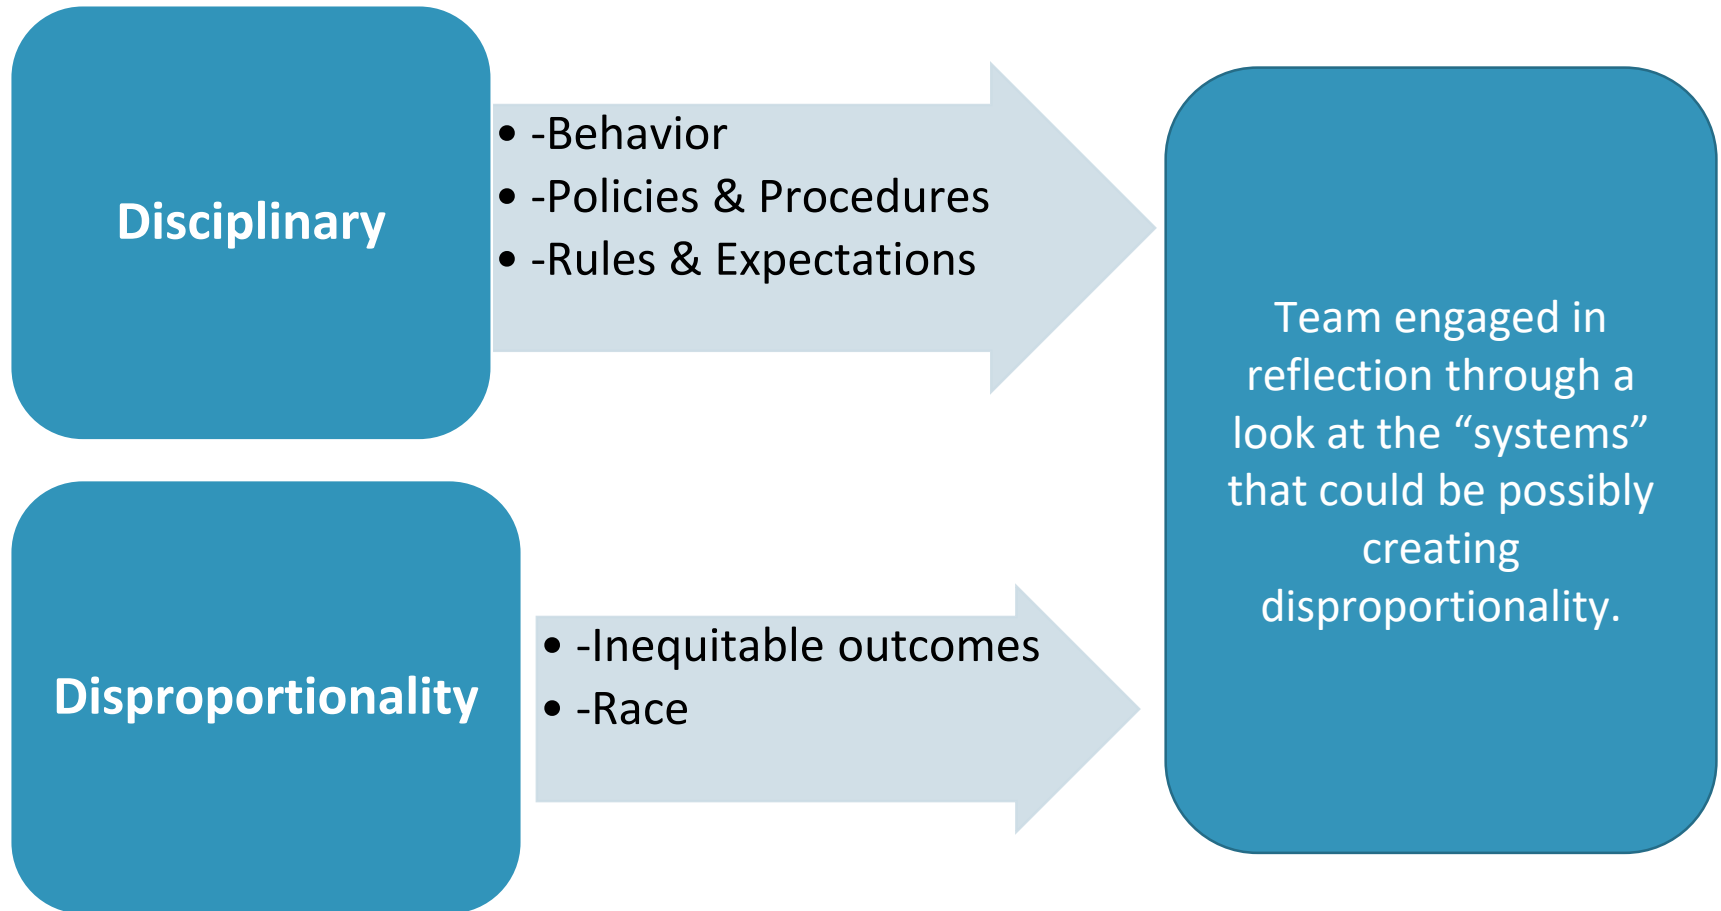 Disciplinary
• -Behavior
• -Policies & Procedures
• -Rules & Expectations
Disproportionality
• -Inequitable outcomes
• -Race
Team engaged in
reflection through a
look at the “systems”
that could be possibly
creating
disproportionality.